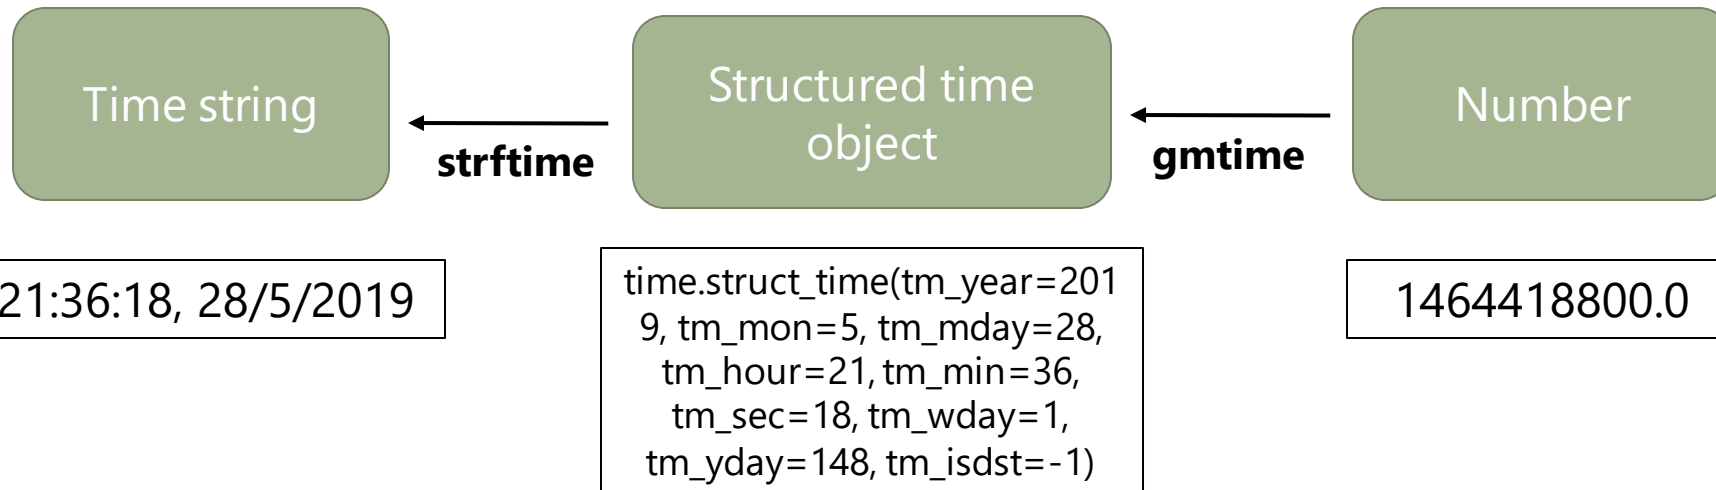 Time string
strftime
Structured time
object
gmtime
Number
21:36:18, 28/5/2019
time.struct_time(tm_year=201
9, tm_mon=5, tm_mday=28,
tm_hour=21, tm_min=36,
tm_sec=18, tm_wday=1,
tm_yday=148, tm_isdst=-1)
1464418800.0